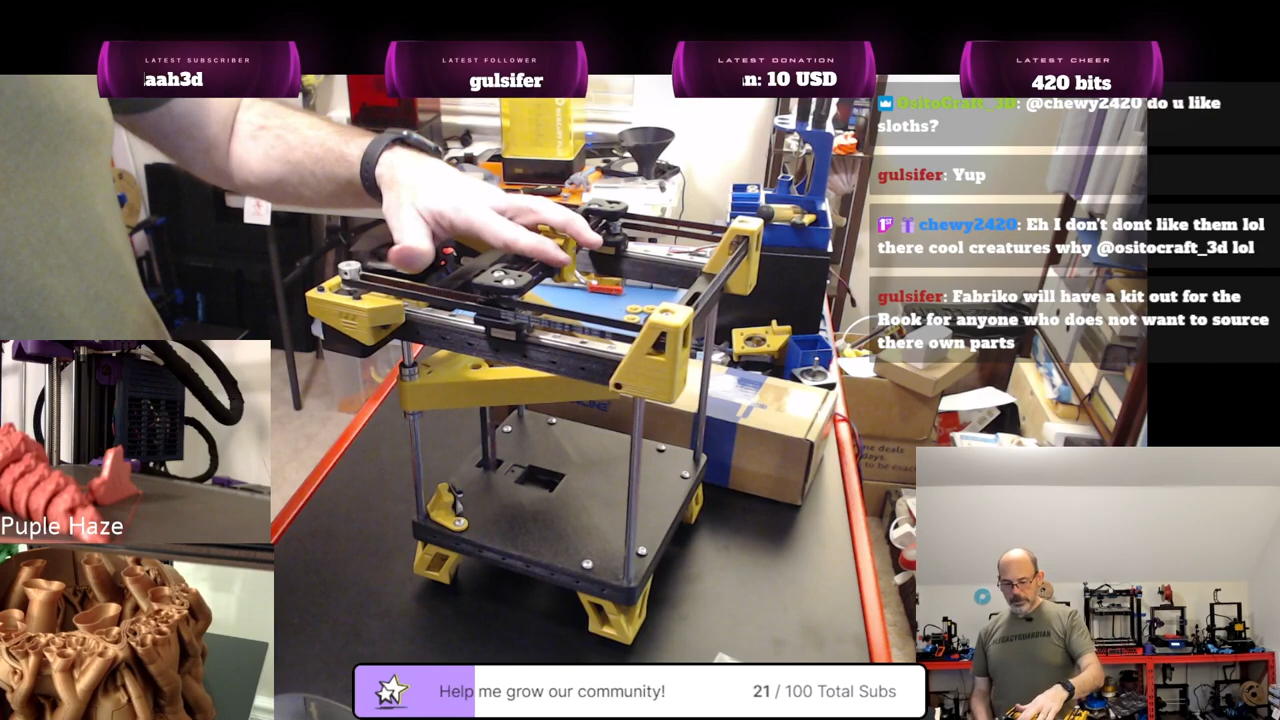 LATEST SUBSCRIBER
aah3d
LATEST FOLLOWER
gulsifer
LATEST DONATION
n: 10 USD
LATEST CHEER
420 bits
OsitoCraft_3D: @chewy2420 do u like
sloths?
gulsifer: Yup
chewy2420: Eh I don't dont like them lol
there cool creatures why @ositocraft_3d lol
gulsifer: Fabriko will have a kit out for the
Rook for anyone who does not want to source
there own parts
Puple Haze
LEGACYGUARDIAN
Help me grow our community!
21 / 100 Total Subs